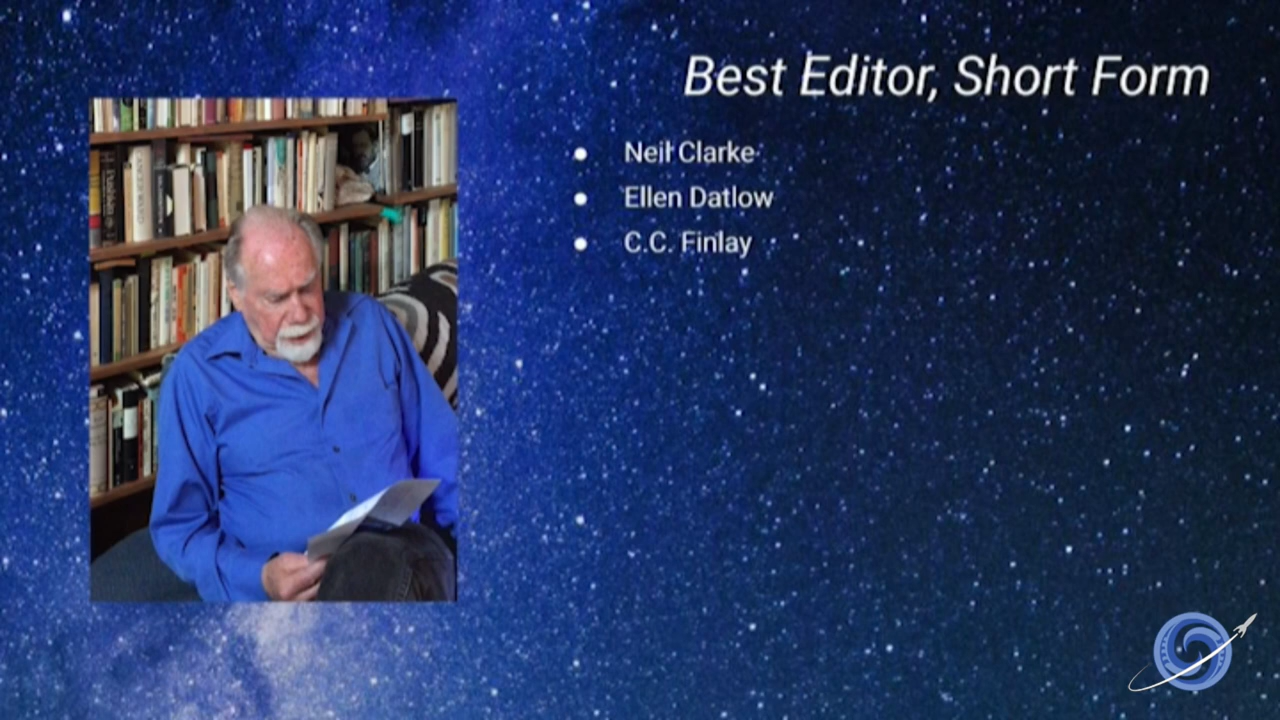 Best Editor, Short Form
Neil Clarke
Ellen Datlow
C.C. Finlay